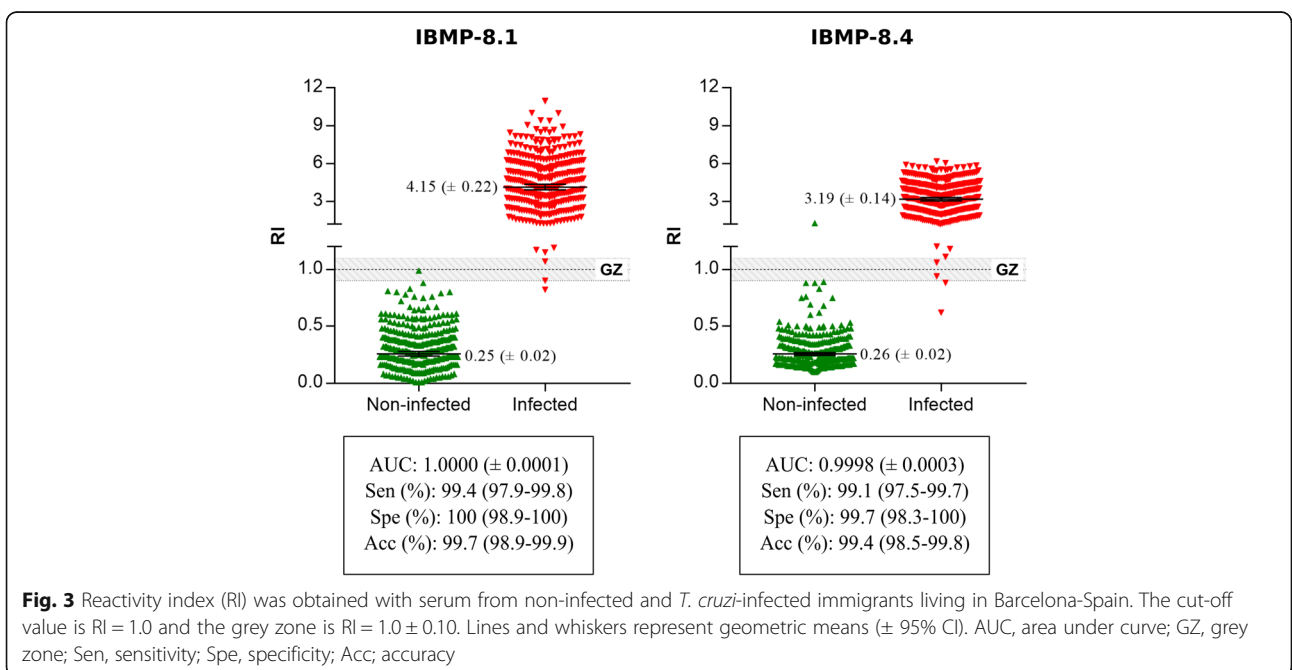 IBMP-8.1
12
9
6
3
4.15 (± 0.22)
RI
1.0
GZ
0.5
0.25 (± 0.02)
0.0
Non-infected Infected
AUC: 1.0000 (± 0.0001)
Sen (%): 99.4 (97.9-99.8)
Spe (%): 100 (98.9-100)
Acc (%): 99.7 (98.9-99.9)
IBMP-8.4
12
9
6
3
3.19 (± 0.14)
RI
1.0
GZ
0.5
0.26 (± 0.02)
0.0
Non-infected Infected
AUC: 0.9998 (± 0.0003)
Sen (%): 99.1 (97.5-99.7)
Spe (%): 99.7 (98.3-100)
Acc (%): 99.4 (98.5-99.8)
Fig. 3 Reactivity index (RI) was obtained with serum from non-infected and T. cruzi-infected immigrants living in Barcelona-Spain. The cut-off
value is RI = 1.0 and the grey zone is RI = 1.0 ± 0.10. Lines and whiskers represent geometric means (± 95% CI). AUC, area under curve; GZ, grey
zone; Sen, sensitivity; Spe, specificity; Acc; accuracy